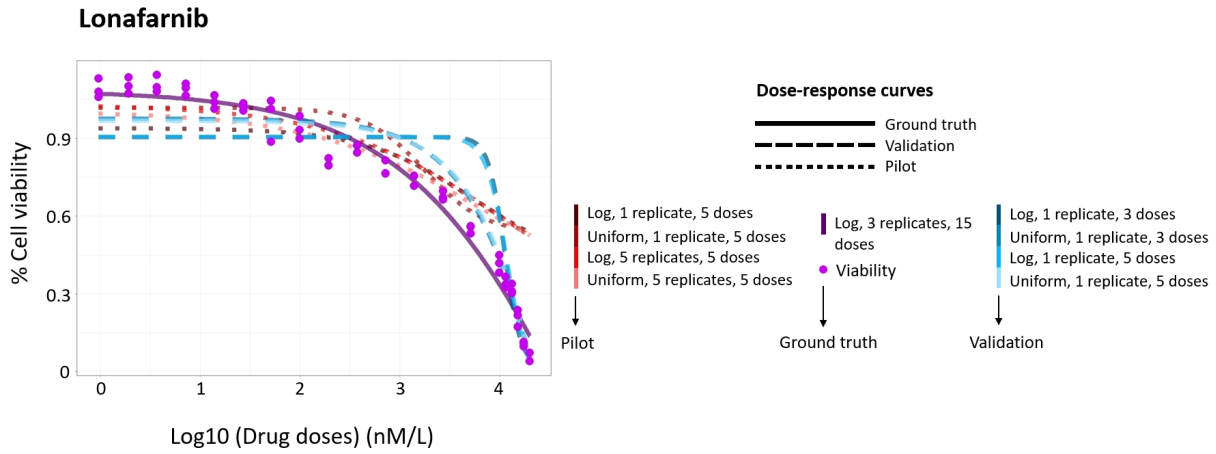 Lonafarnib
% Cell viability
0.9
0.6
0.3
0
0 1 2 3 4
Log10 (Drug doses) (nM/L)
Dose-response curves
Ground truth
Validation
Pilot
Log, 1 replicate, 5 doses
Uniform, 1 replicate, 5 doses
Log, 5 replicates, 5 doses
Uniform, 5 replicates, 5 doses
Pilot
Log, 3 replicates, 15
doses
Viability
Ground truth
Log, 1 replicate, 3 doses
Uniform, 1 replicate, 3 doses
Log, 1 replicate, 5 doses
Uniform, 1 replicate, 5 doses
Validation